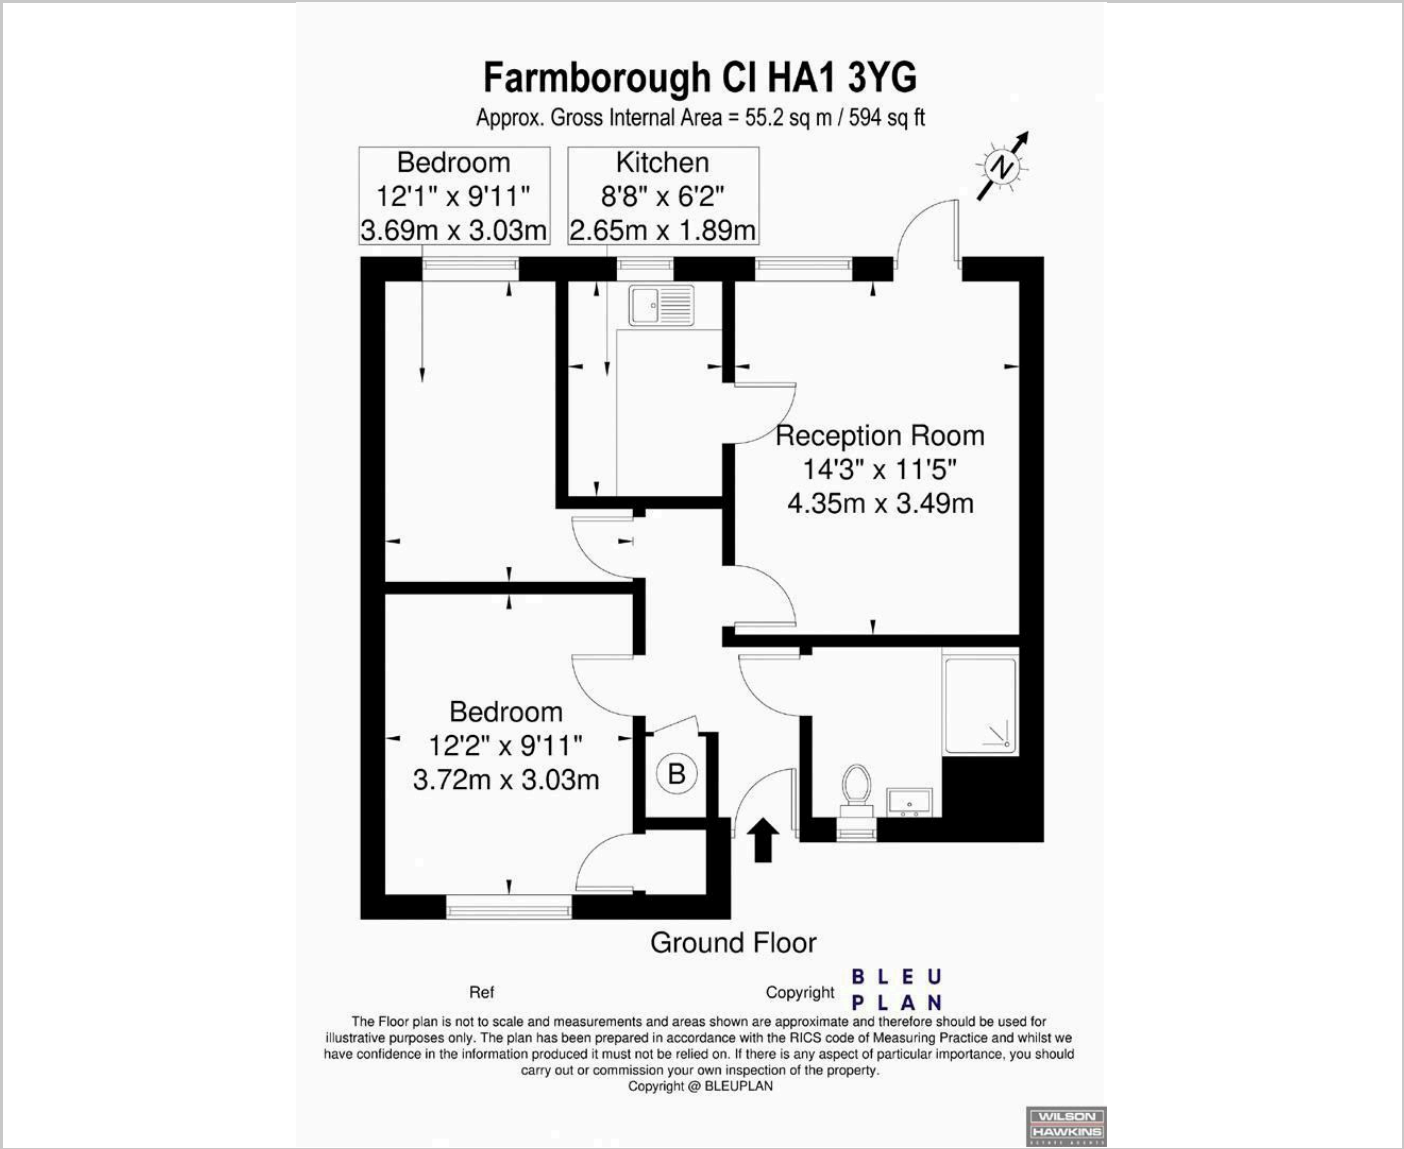 Farmborough Cl HA1 3YG
Approx. Gross Internal Area = 55.2 sq m / 594 sq ft
N
Bedroom
12'1" x 9'11"
3.69m x 3.03m
Kitchen
8'8" x 6'2"
2.65m x 1.89m
Reception Room
14'3" x 11'5"
4.35m x 3.49m
Bedroom
12'2" x 9'11"
3.72m x 3.03m
B
Ground Floor
Ref
Copyright
BLEU
PLAN
The Floor plan is not to scale and measurements and areas shown are approximate and therefore should be used for
illustrative purposes only. The plan has been prepared in accordance with the RICS code of Measuring Practice and whilst we
have confidence in the information produced it must not be relied on. If there is any aspect of particular importance, you should
carry out or commission your own inspection of the property.
Copyright @ BLEUPLAN
WILSON
HAWKINS
ESTATE AGENTS